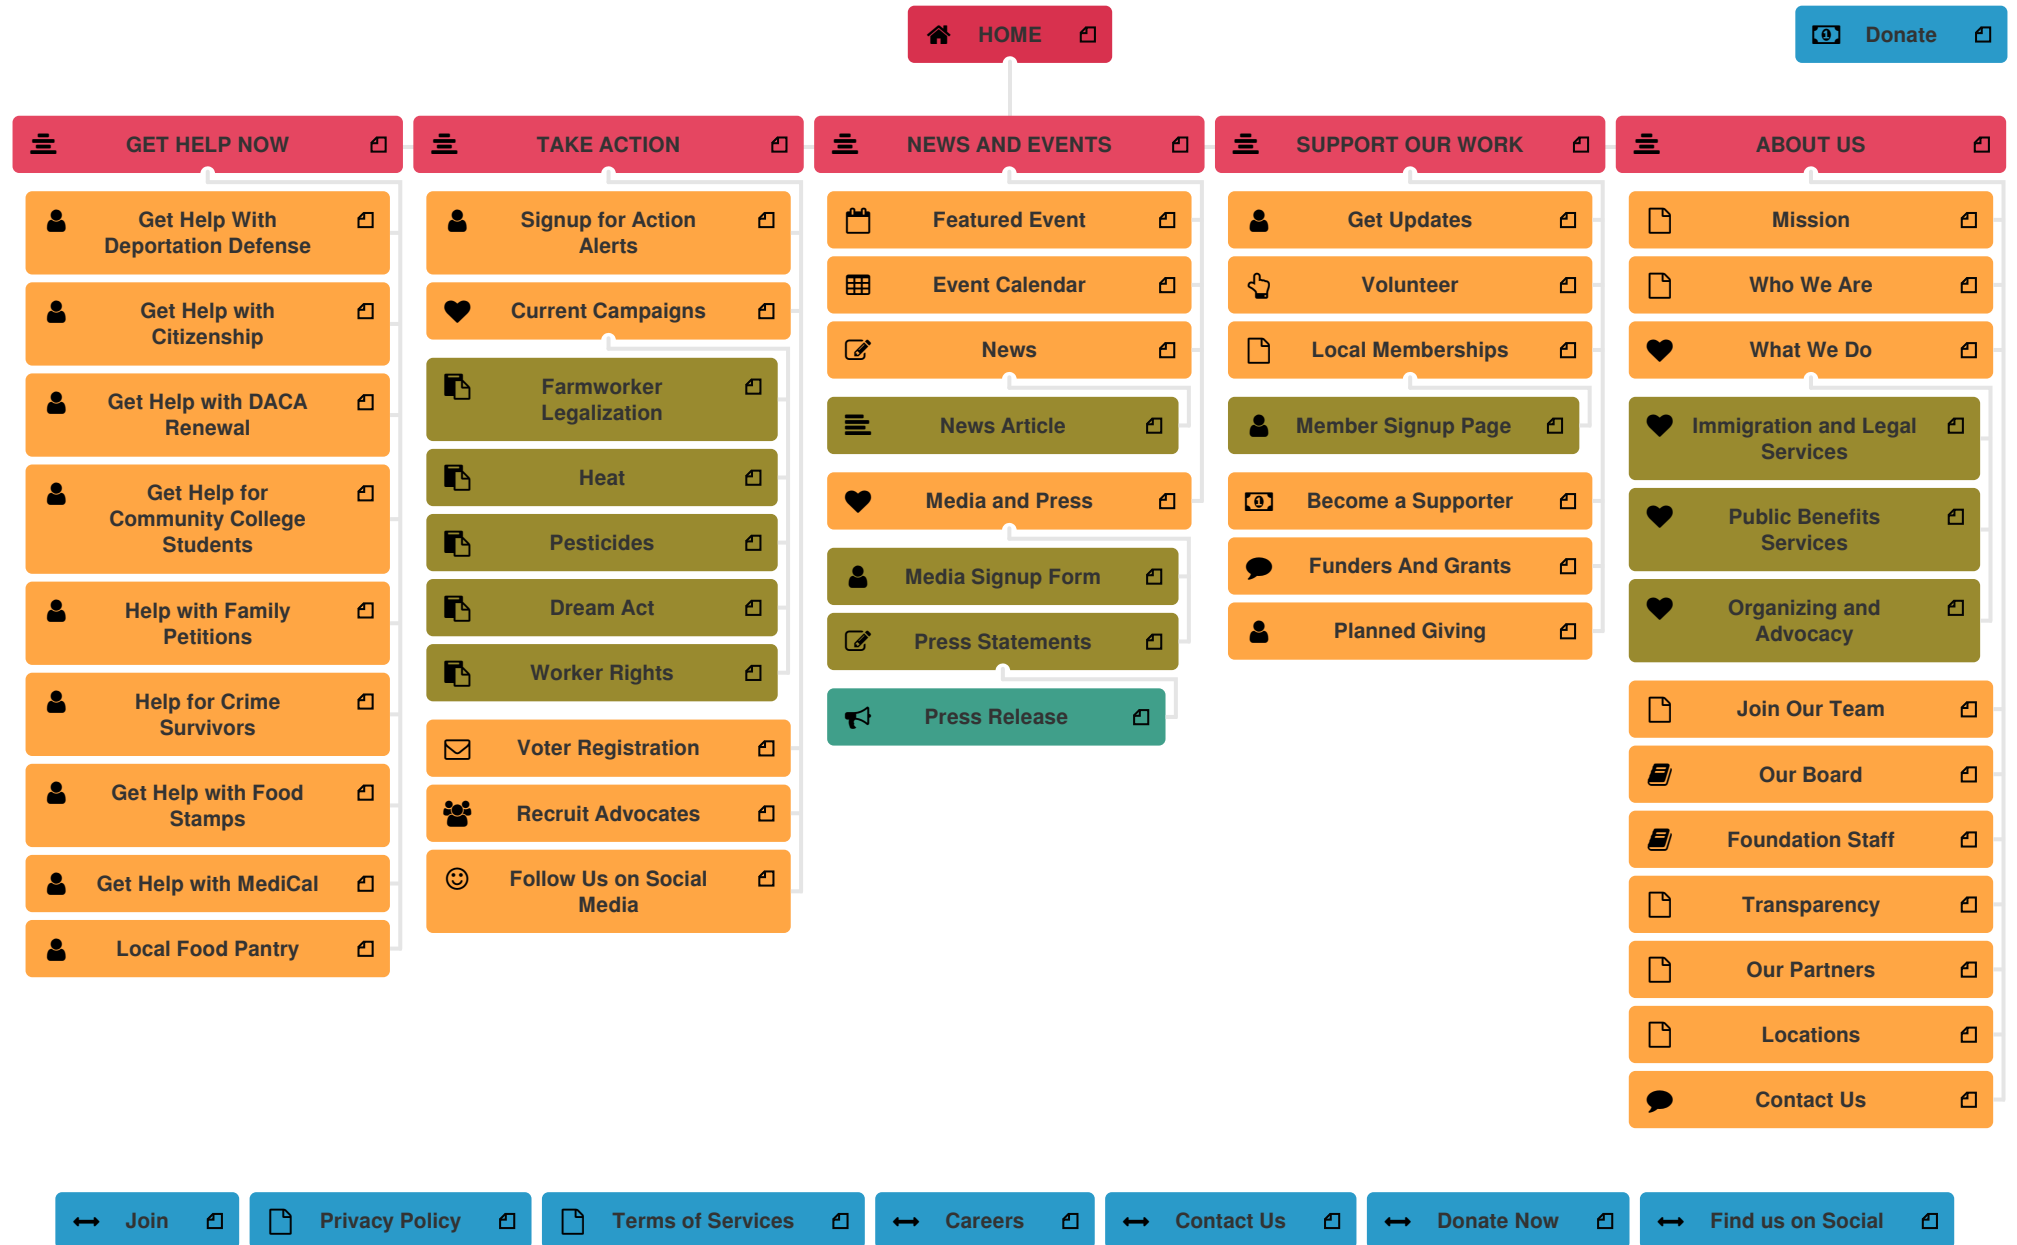 HOME
Donate
GET HELP NOW
TAKE ACTION
NEWS AND EVENTS
SUPPORT OUR WORK
ABOUT US
Get Help With
Deportation Defense
Get Help with
Citizenship
Get Help with DACA
Renewal
Get Help for
Community College
Students
Help with Family
Petitions
Help for Crime
Survivors
Get Help with Food
Stamps
Get Help with MediCal
Local Food Pantry
Signup for Action
Alerts
Current Campaigns
Farmworker
Legalization
Heat
Pesticides
Dream Act
Worker Rights
Voter Registration
Recruit Advocates
Follow Us on Social
Media
Featured Event
Event Calendar
News
News Article
Media and Press
Media Signup Form
Press Statements
Press Release
Get Updates
Volunteer
Local Memberships
Member Signup Page
Become a Supporter
Funders And Grants
Planned Giving
Mission
Who We Are
What We Do
Immigration and Legal
Services
Public Benefits
Services
Organizing and
Advocacy
Join Our Team
Our Board
Foundation Staff
Transparency
Our Partners
Locations
Contact Us
Join
Privacy Policy
Terms of Services
Careers
Contact Us
Donate Now
Find us on Social